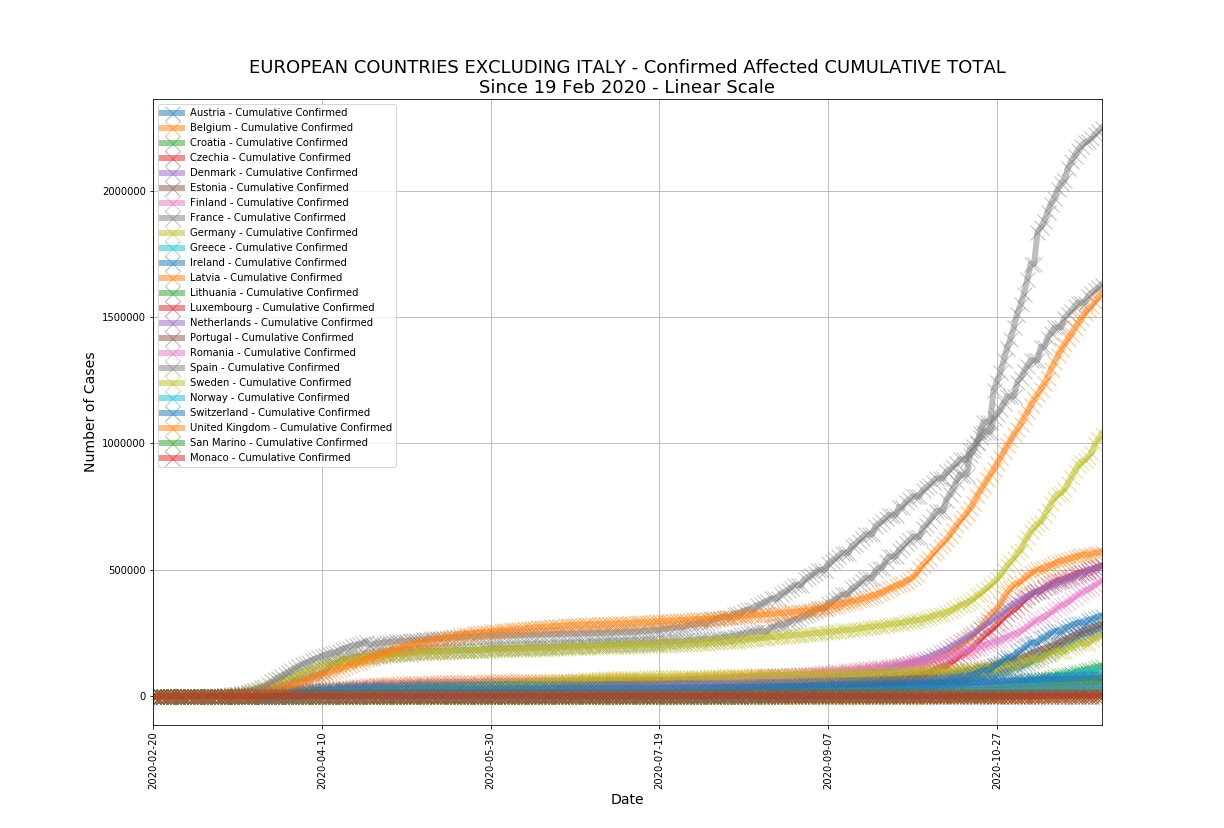 EUROPEAN COUNTRIES EXCLUDING ITALY - Confirmed Affected CUMULATIVE TOTAL
Since 19 Feb 2020 - Linear Scale
Austria - Cumulative Confirmed
Belgium - Cumulative Confirmed
Croatia - Cumulative Confirmed
Czechia - Cumulative Confirmed
Denmark - Cumulative Confirmed
Estonia - Cumulative Confirmed
Finland - Cumulative Confirmed
France - Cumulative Confirmed
Germany - Cumulative Confirmed
Greece - Cumulative Confirmed
Ireland - Cumulative Confirmed
Latvia - Cumulative Confirmed
Lithuania - Cumulative Confirmed
Luxembourg - Cumulative Confirmed
Netherlands - Cumulative Confirmed
Portugal - Cumulative Confirmed
Romania - Cumulative Confirmed
Spain - Cumulative Confirmed
Sweden - Cumulative Confirmed
Norway - Cumulative Confirmed
Switzerland - Cumulative Confirmed
United Kingdom - Cumulative Confirmed
San Marino - Cumulative Confirmed
Monaco - Cumulative Confirmed
Number of Cases
2000000
1500000
1000000
500000
0
2020-02-20
2020-04-10
2020-05-30
2020-07-19
2020-09-07
2020-10-27
Date